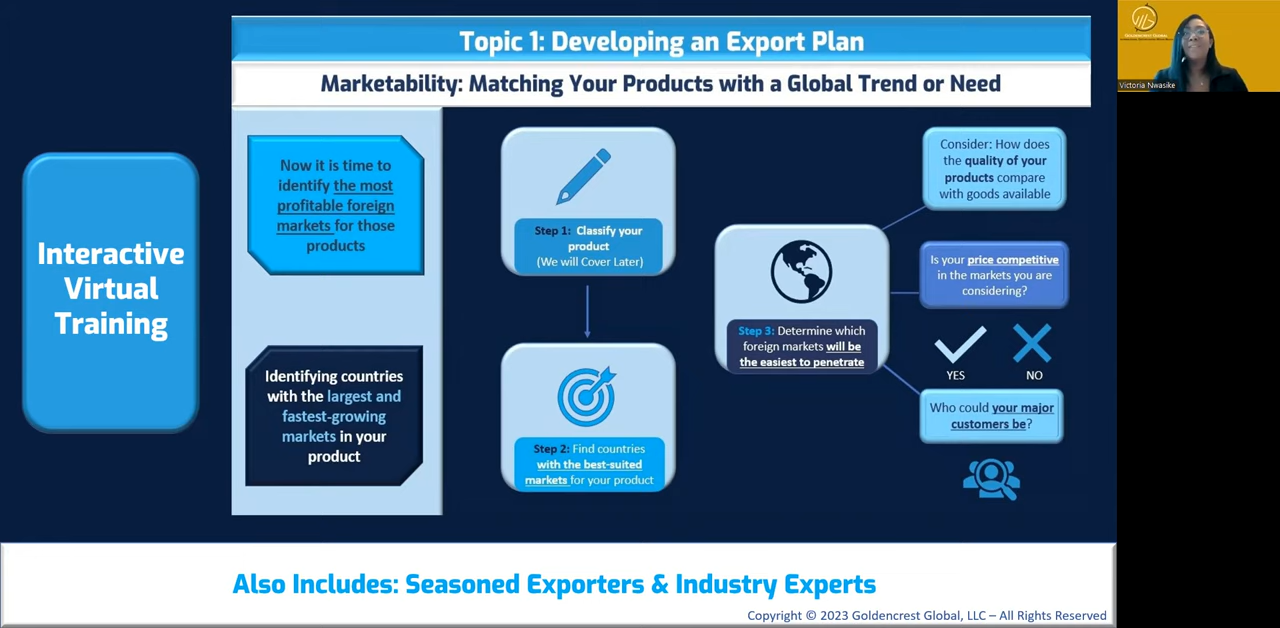 Topic 1: Developing an Export Plan
Marketability: Matching Your Products with a Global Trend or Need
Interactive
Virtual
Training
Now it is time to
identify the most
profitable foreign
markets for those
products
Identifying countries
with the largest and
fastest-growing
markets in your
product
Step 1: Classify your
product
(We will Cover Later)
Step 2: Find countries
with the best-suited
markets for your product
Step 3: Determine which
foreign markets will be
the easiest to penetrate
Consider: How does
the quality of your
products compare
with goods available
Is your price competitive
in the markets you are
considering?
YES
NO
Who could your major
customers be?
Also Includes: Seasoned Exporters & Industry Experts
Copyright © 2023 Goldencrest Global, LLC – All Rights Reserved
Goldencrest Global
Victoria Nwasike